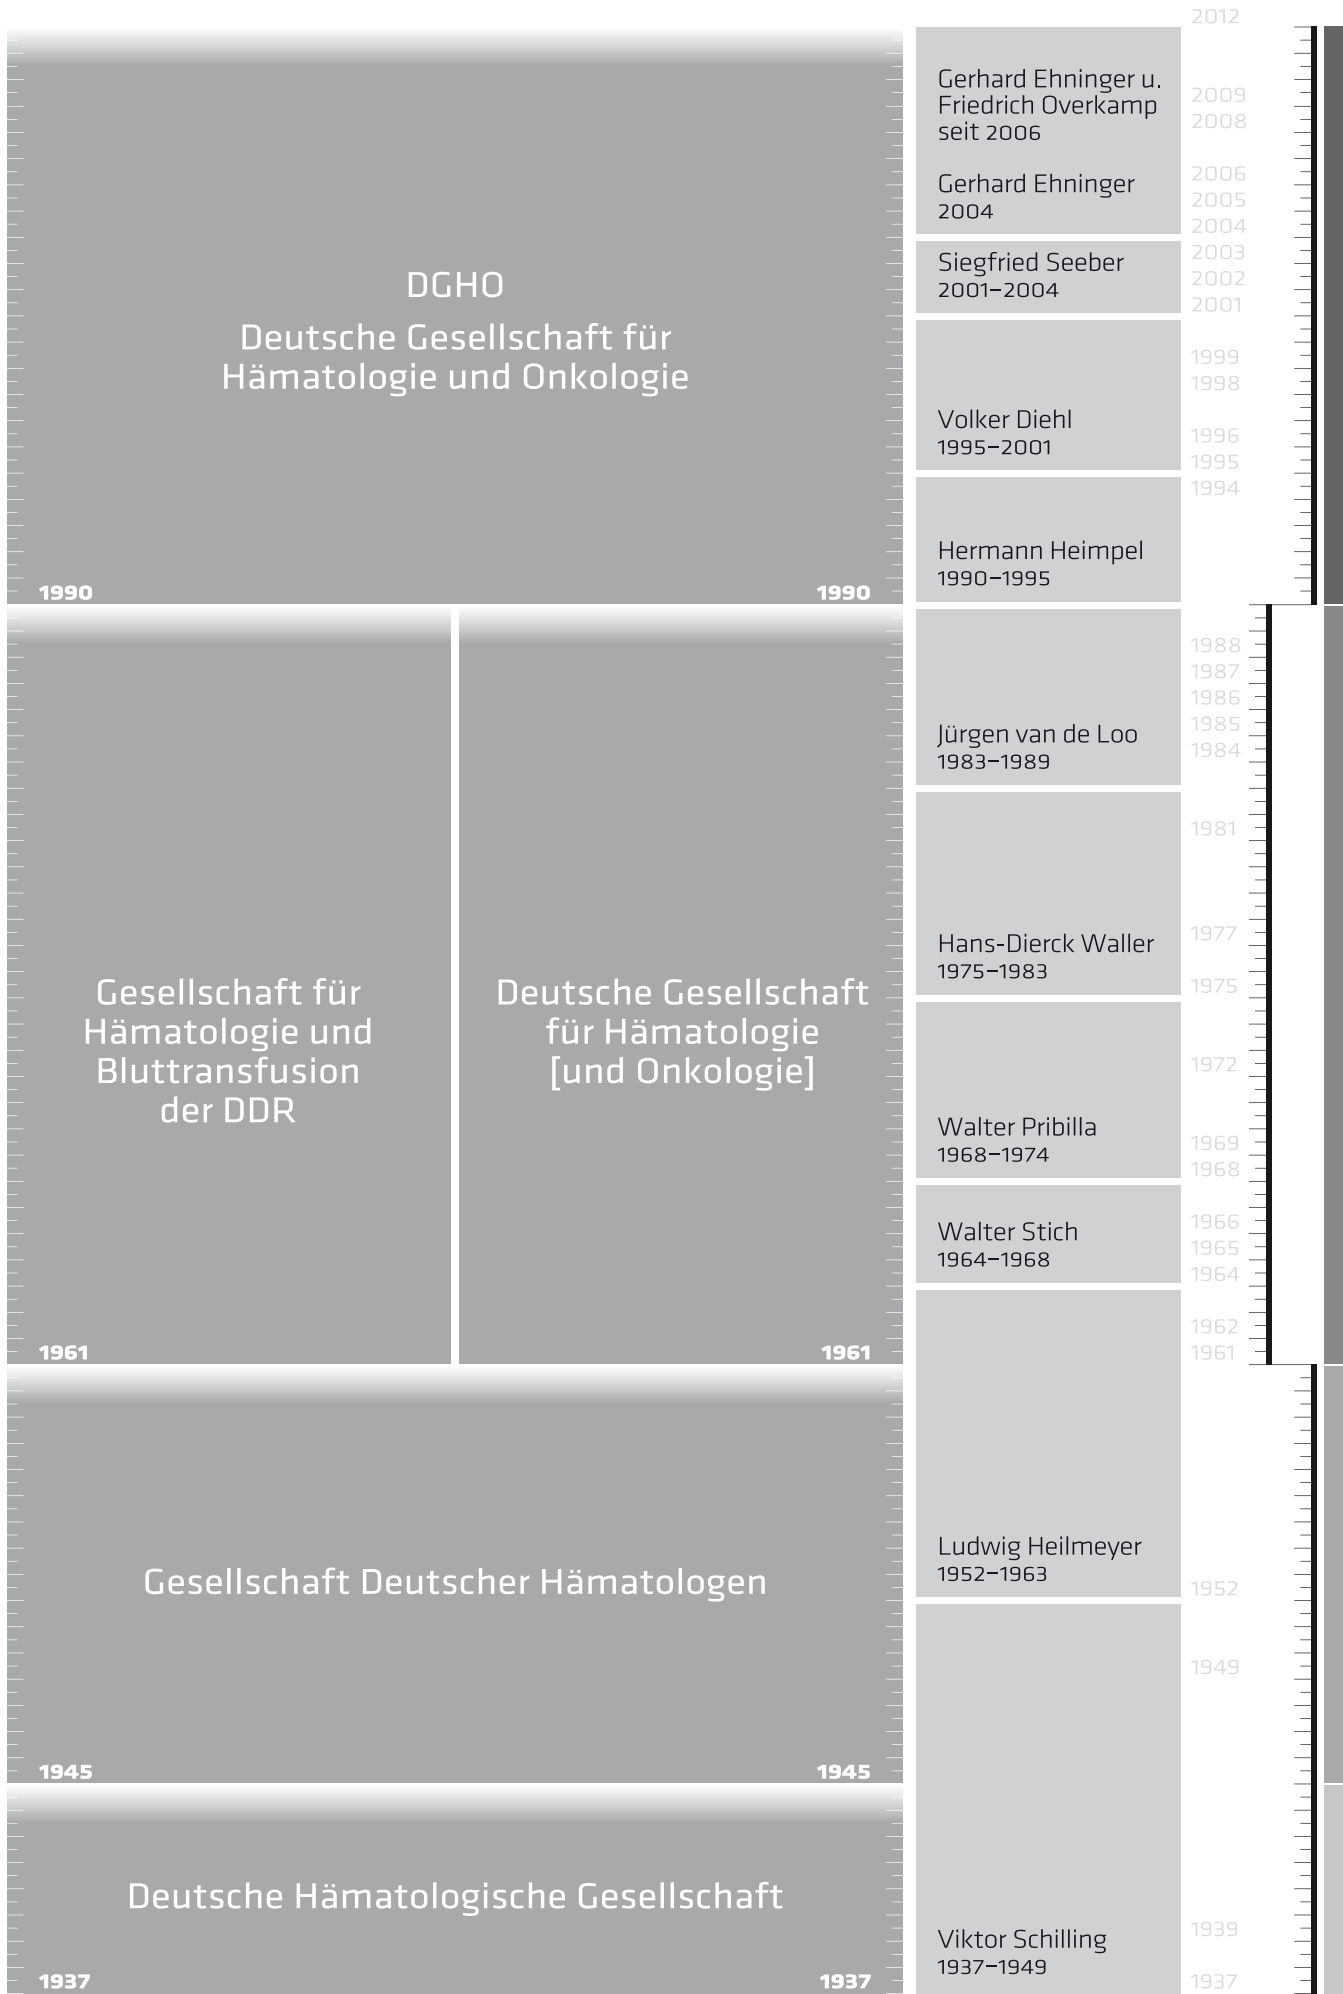 2012
Gerhard Ehninger u.
Friedrich Overkamp
seit 2006
Gerhard Ehninger
2004
2009
2008
2006
2005
2004
Siegfried Seeber
2001–2004
2003
2002
2001
DGHO
Deutsche Gesellschaft für
Hämatologie und Onkologie
Volker Diehl
1995–2001
1999
1998
1996
1995
Hermann Heimpel
1990–1995
1994
1990
1990
Jürgen van de Loo
1983–1989
1988
1987
1986
1985
1984
Hans-Dierck Waller
1975–1983
1981
1977
1975
Gesellschaft für
Hämatologie und
Bluttransfusion
der DDR
Deutsche Gesellschaft
für Hämatologie
[und Onkologie]
Walter Pribilla
1968–1974
1972
1969
1968
Walter Stich
1964–1968
1966
1965
1964
1961
1961
1962
1961
Ludwig Heilmeyer
1952–1963
1952
Gesellschaft Deutscher Hämatologen
1949
1945
1945
Deutsche Hämatologische Gesellschaft
Viktor Schilling
1937–1949
1939
1937
1937
1937